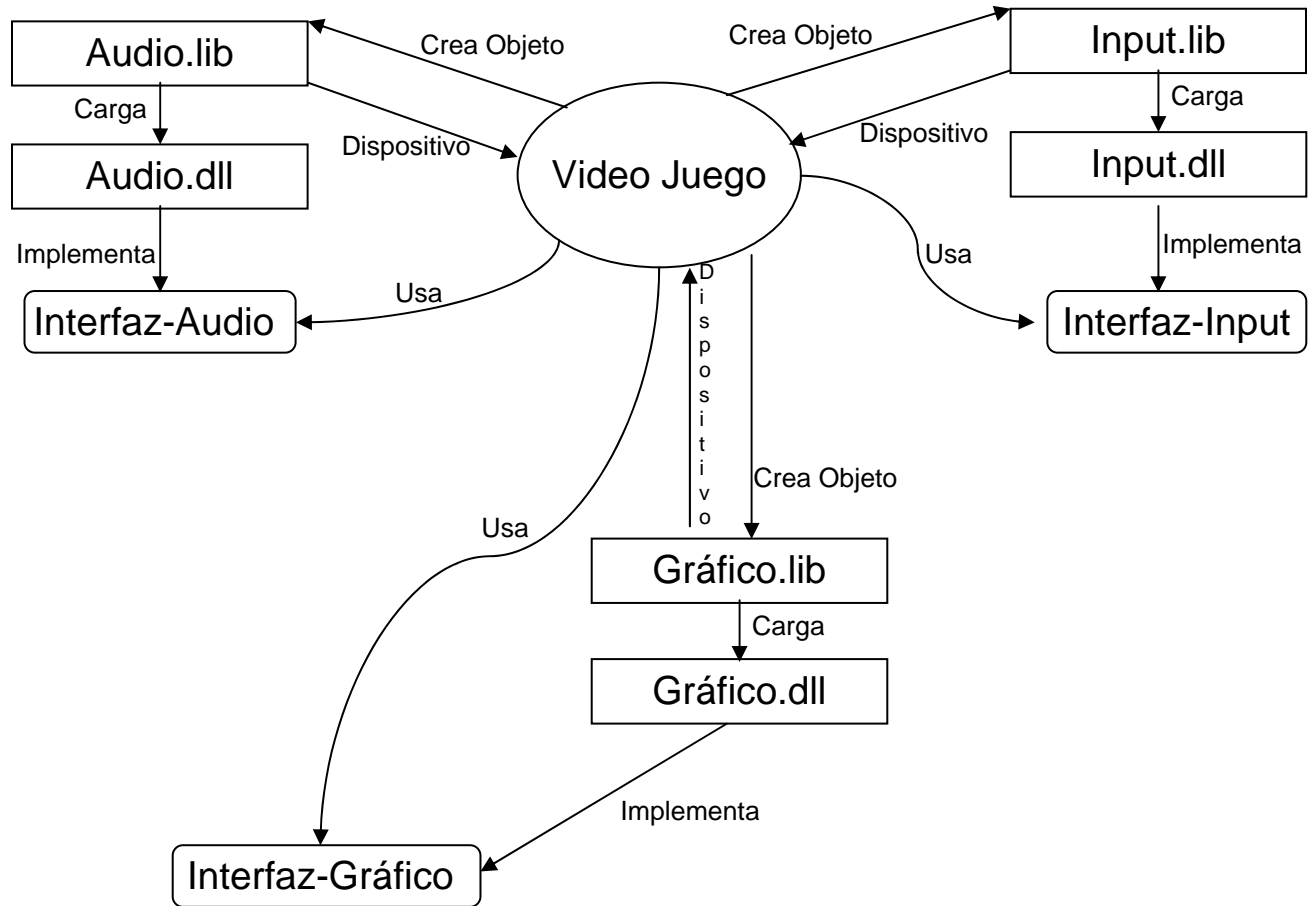 Audio.lib
Crea Objeto
Crea Objeto
Input.lib
Carga
Dispositivo
Dispositivo
Carga
Audio.dll
Video Juego
Input.dll
Implementa
Usa
Usa
Implementa
Interfaz-Audio
Interfaz-Input
Dispositivo
Crea Objeto
Usa
Gráfico.lib
Carga
Gráfico.dll
Implementa
Interfaz-Gráfico